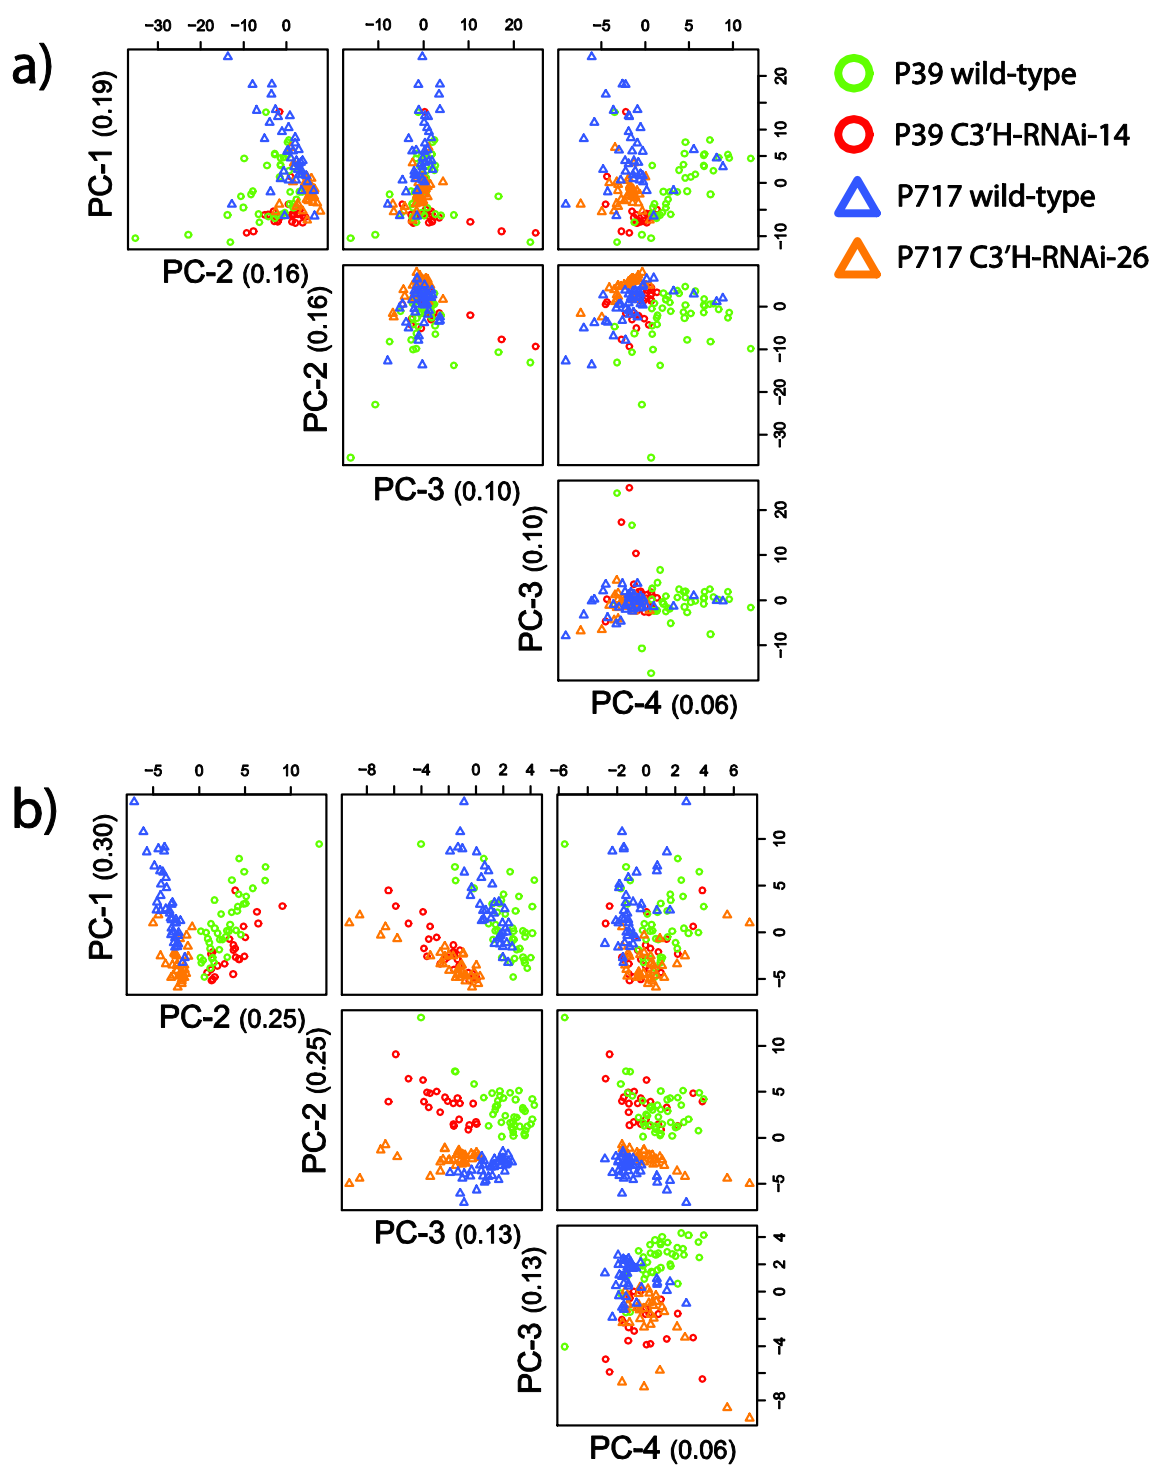 −30 −20 −10 0
−10 0 10 20
−5 0 5 10
a)
PC-1 (0.19)
20
10
5
0
−10
P39 wild-type
P39 C3′H-RNAi-14
P717 wild-type
P717 C3′H-RNAi-26
PC-2 (0.16)
PC-2 (0.16)
0
−10
−20
−30
PC-3 (0.10)
PC-3 (0.10)
20
10
0
−10
PC-4 (0.06)
−5 0 5 10
−8 −4 0 2 4
−6 −2 0 2 4 6
b)
PC-1 (0.30)
10
5
0
−5
PC-2 (0.25)
PC-2 (0.25)
10
5
0
−5
PC-3 (0.13)
PC-3 (0.13)
4
2
0
−4
−8
PC-4 (0.06)